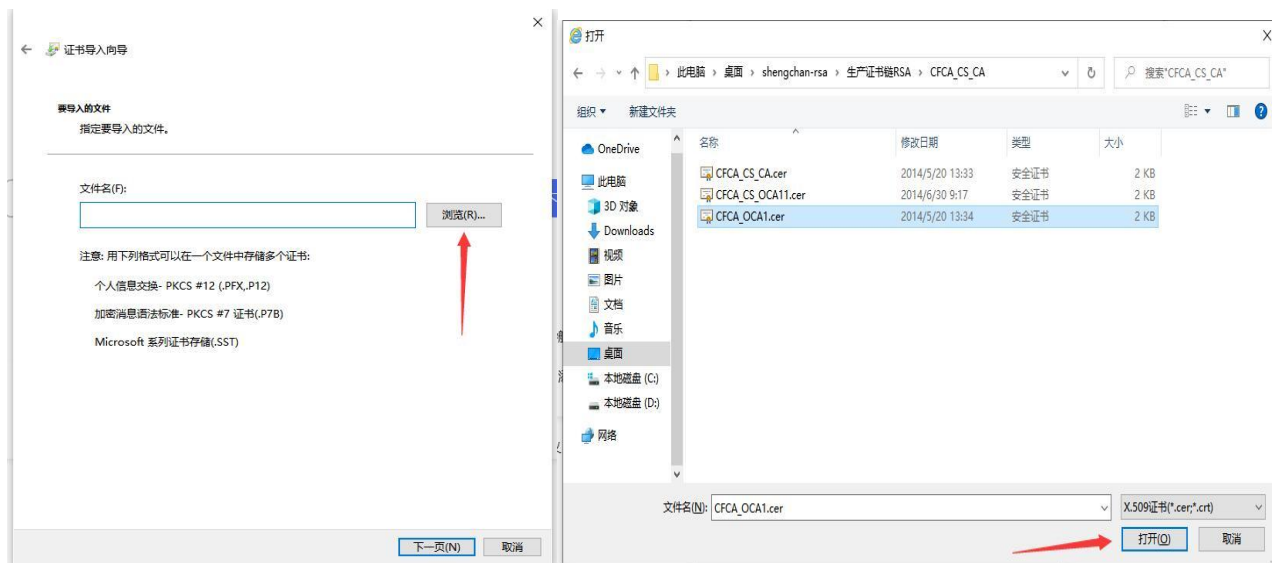 证书导入向导
要导入的文件
指定要导入的文件。
文件名(F):
浏览(R)...
注意: 用下列格式可以在一个文件中存储多个证书:
个人信息交换- PKCS #12 (.PFX,.P12)
加密消息语法标准- PKCS #7 证书(.P7B)
Microsoft 系列证书存储(.SST)
下一页(N) 取消
打开
此电脑 › 桌面 › shengchan-rsa › 生产证书链RSA › CFCA_CS_CA
搜索"CFCA_CS_CA"
组织 新建文件夹
OneDrive
此电脑
3D 对象
Downloads
视频
图片
文档
音乐
桌面
本地磁盘 (C:)
本地磁盘 (D:)
网络
名称 修改日期 类型 大小
CFCA_CS_CA.cer 2014/5/20 13:33 安全证书 2 KB
CFCA_CS_OCA11.cer 2014/6/30 9:17 安全证书 2 KB
CFCA_OCA1.cer 2014/5/20 13:34 安全证书 2 KB
文件名(N): CFCA_OCA1.cer X.509证书(*.cer;*.crt)
打开(O) 取消